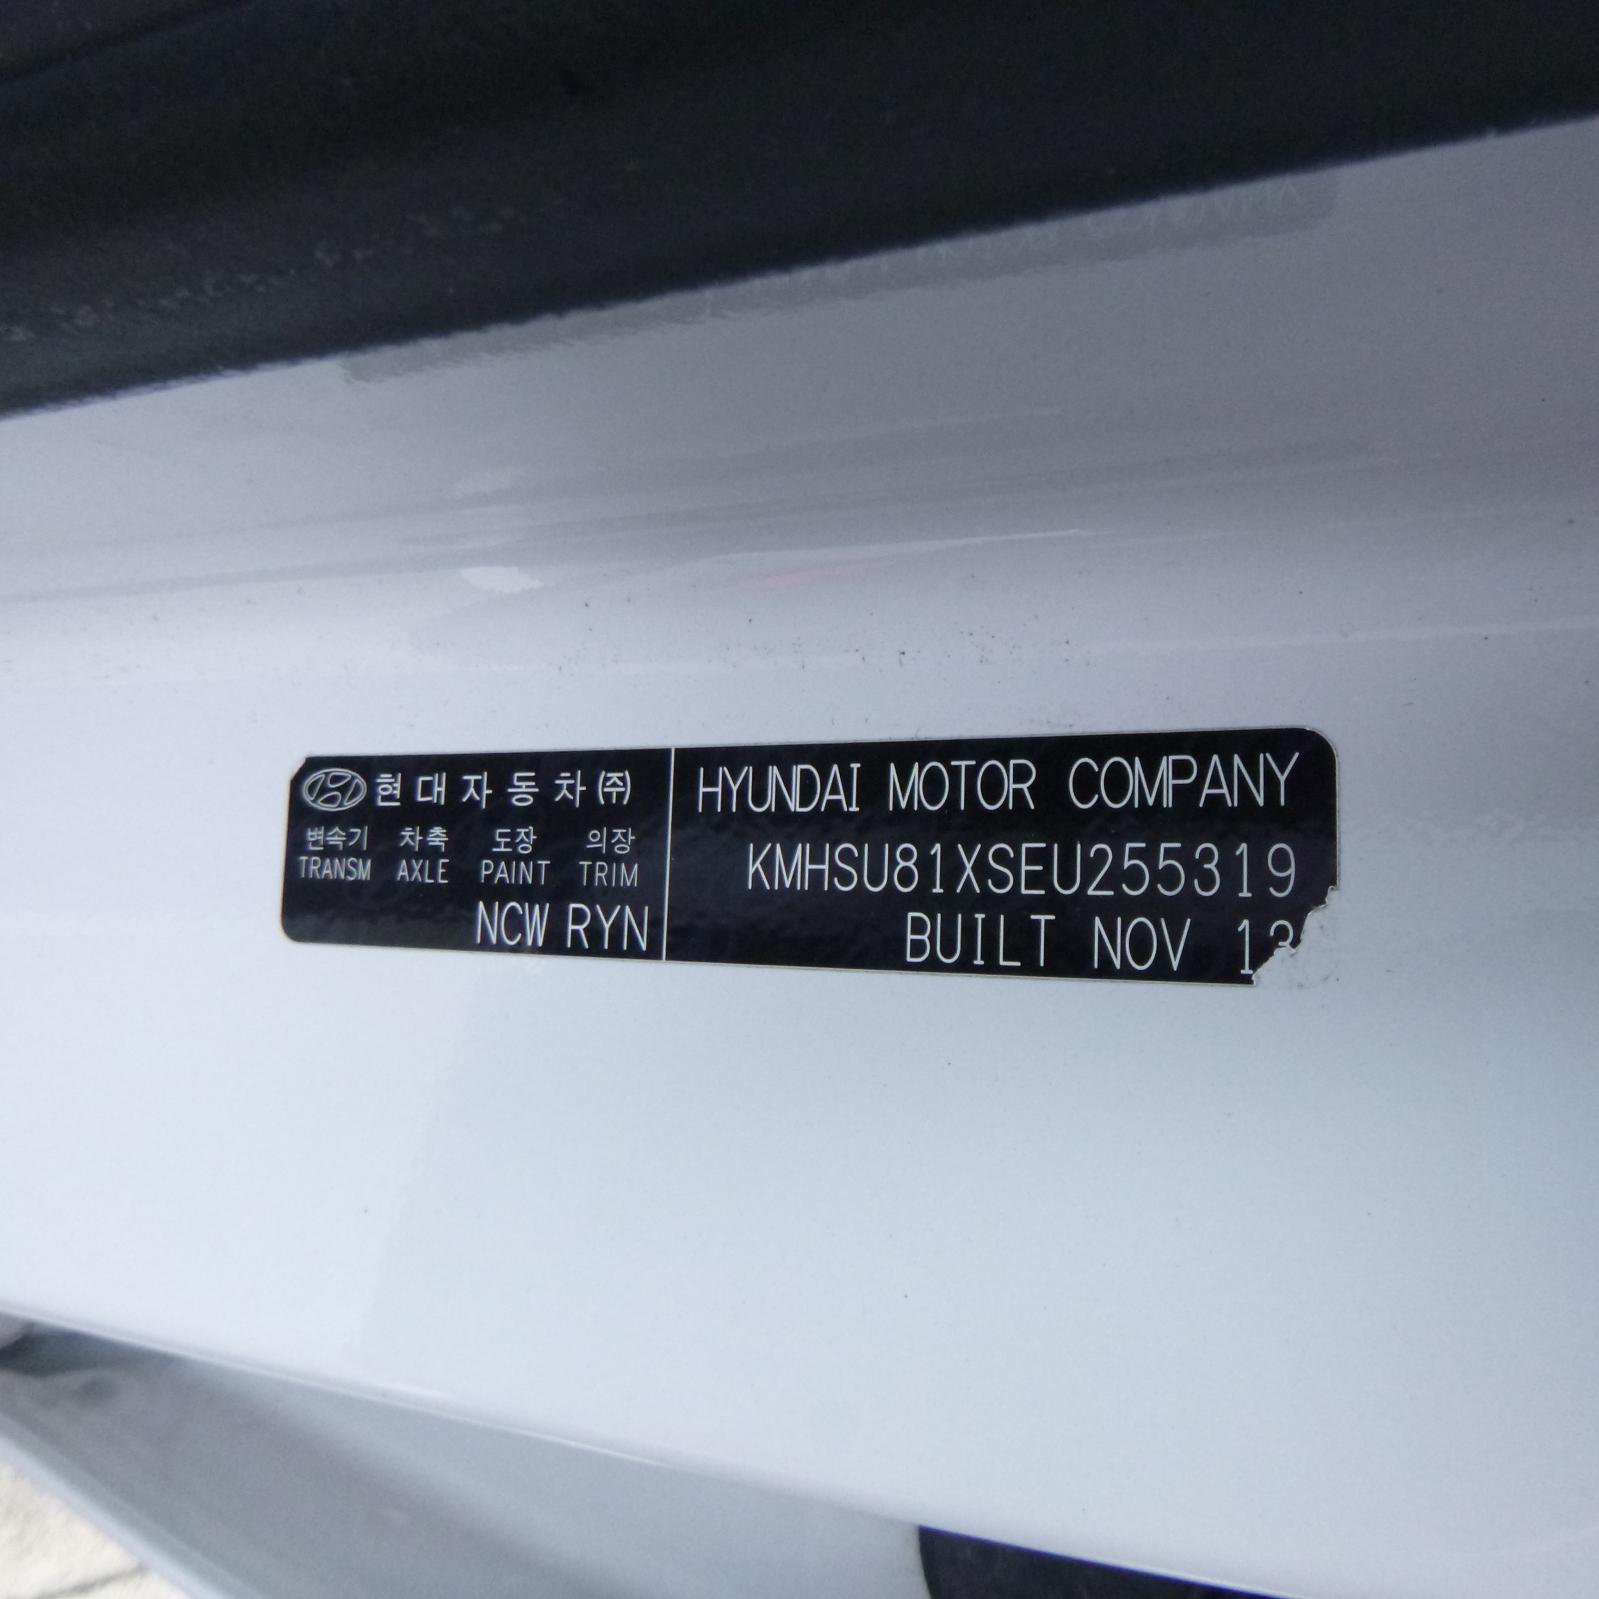 현대자동차(주)
변속기 차축 도장 의장
TRANSM AXLE PAINT TRIM
NCW RYN
HYUNDAI MOTOR COMPANY
KMHSU81XSEU255319
BUILT NOV 13